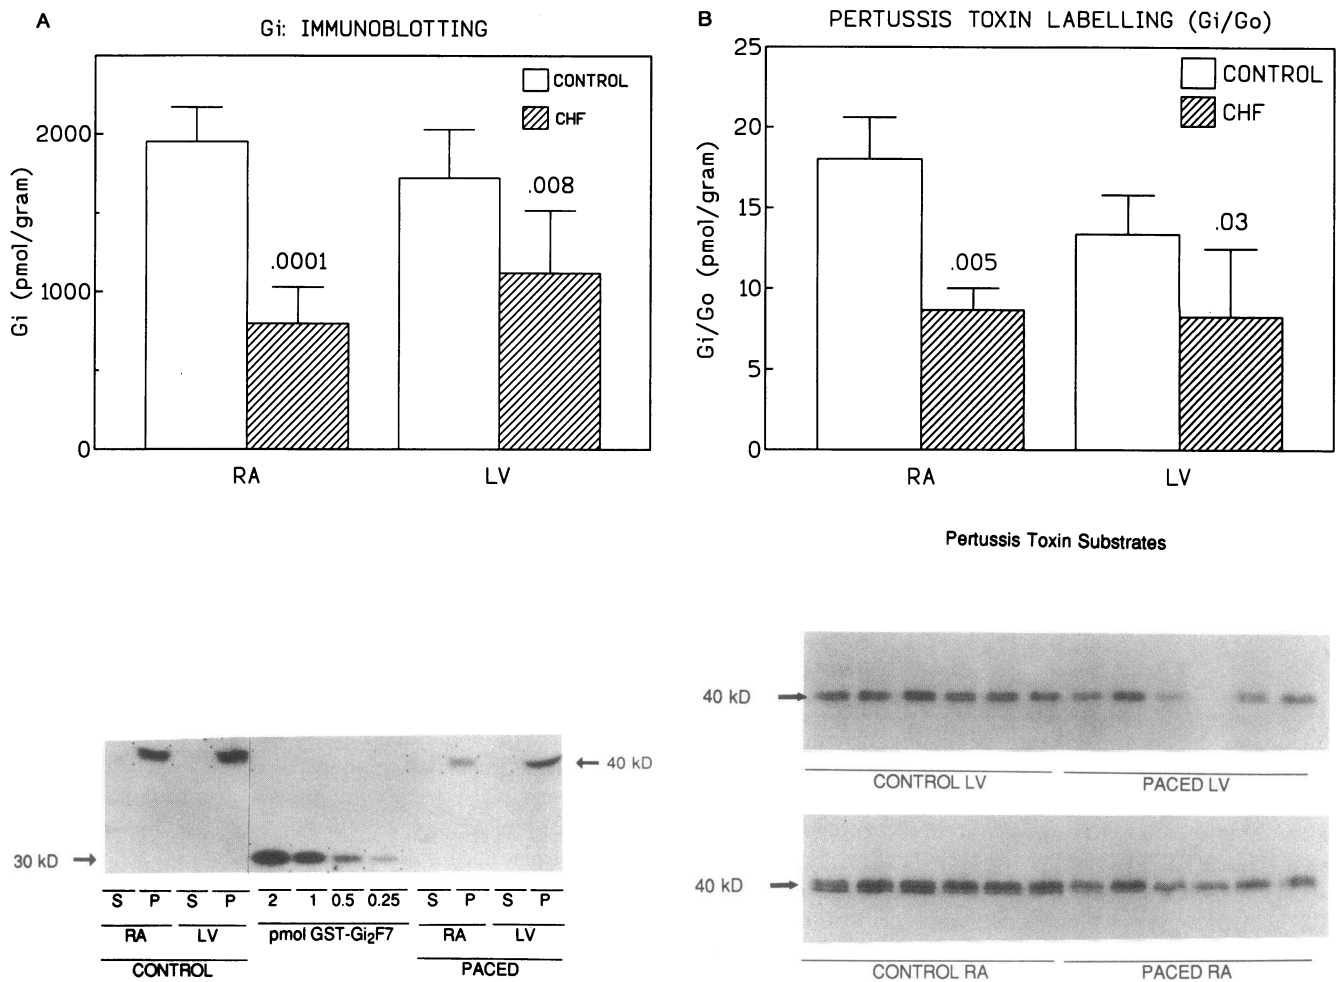 A
Gi: IMMUNOBLOTTING
CONTROL
CHF
2000
1000
0
Gi (pmol/gram)
.0001
.008
RA LV
B
PERTUSSIS TOXIN LABELLING (Gi/Go)
CONTROL
CHF
25
20
15
10
5
0
Gi/Go (pmol/gram)
.005
.03
RA LV
40 kD
30 kD
S P S P 2 1 0.5 0.25 S P S P
RA LV pmol GST-Gi₂F7 RA LV
CONTROL PACED
Pertussis Toxin Substrates
40 kD
CONTROL LV PACED LV
40 kD
CONTROL RA PACED RA